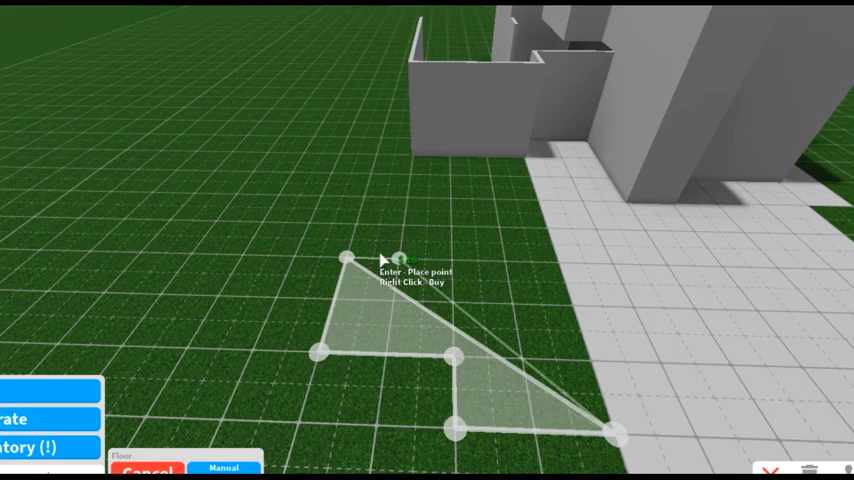 Enter - Place point
Right Click - Buy
rate
tory (!)
Floor
Cancel
Manual